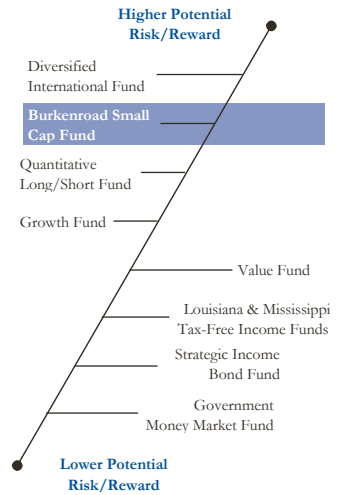 Higher Potential
Risk/Reward
Diversified
International Fund
Burkenroad Small
Cap Fund
Quantitative
Long/Short Fund
Growth Fund
Value Fund
Louisiana & Mississippi
Tax-Free Income Funds
Strategic Income
Bond Fund
Government
Money Market Fund
Lower Potential
Risk/Reward